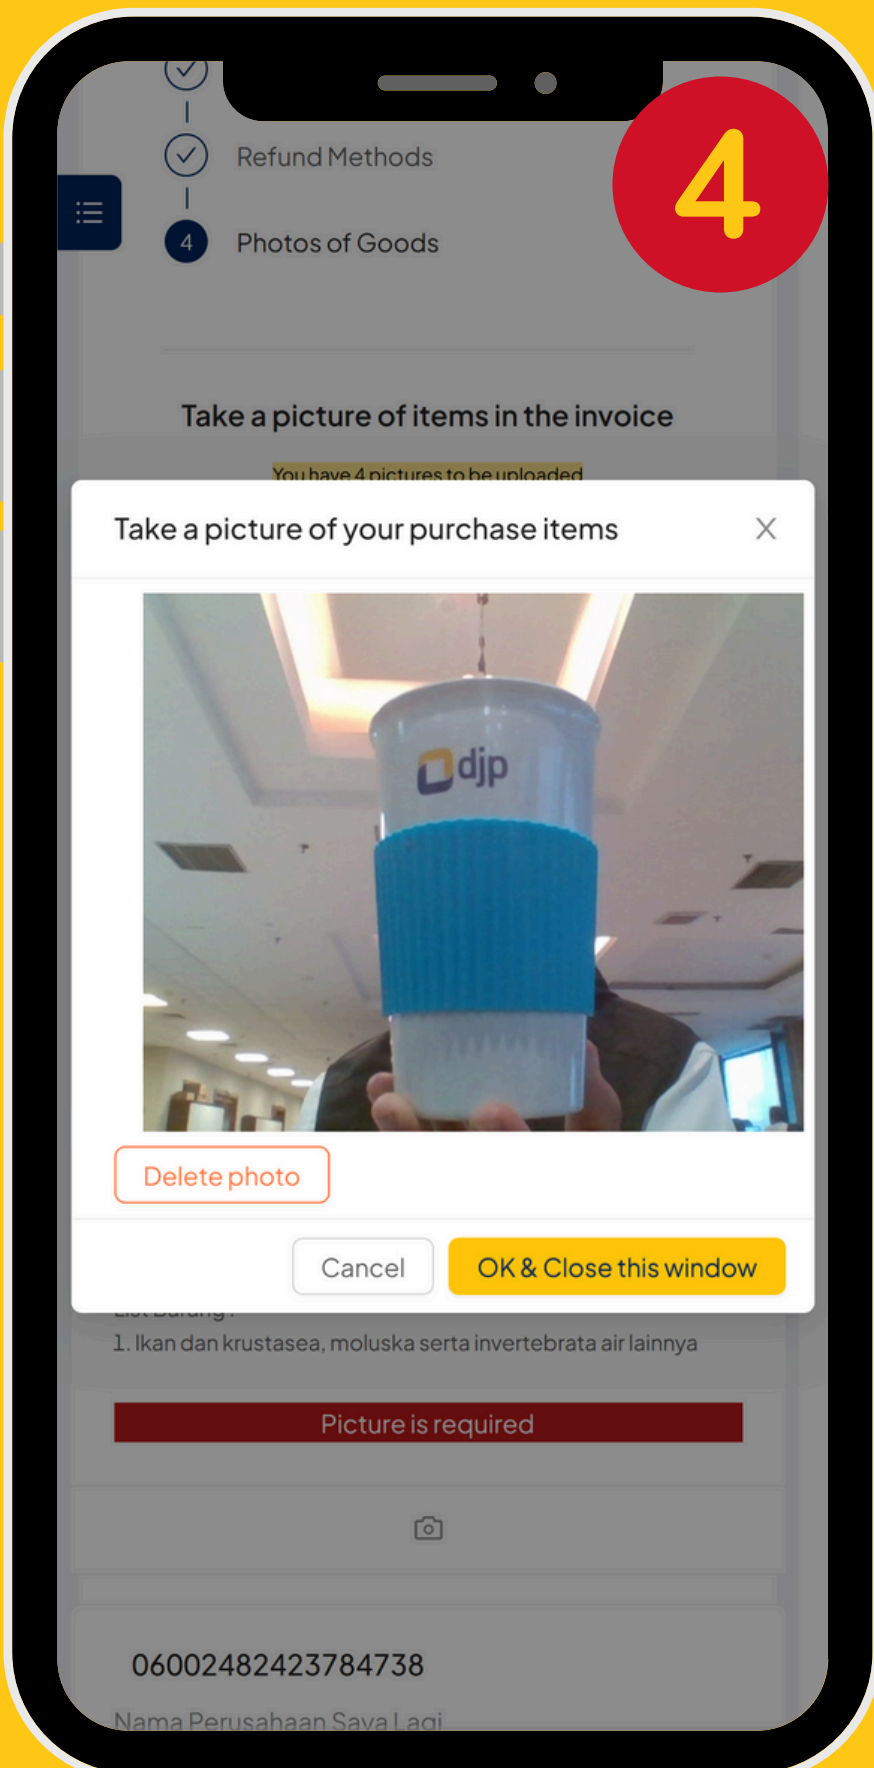 4
Refund Methods
4
Photos of Goods
Take a picture of items in the invoice
You have 4 pictures to be uploaded
Take a picture of your purchase items
X
djp
Delete photo
Cancel
OK & Close this window
List Barang :
1. Ikan dan krustasea, moluska serta invertebrata air lainnya
Picture is required
06002482423784738
Nama Perusahaan Saya Lagi